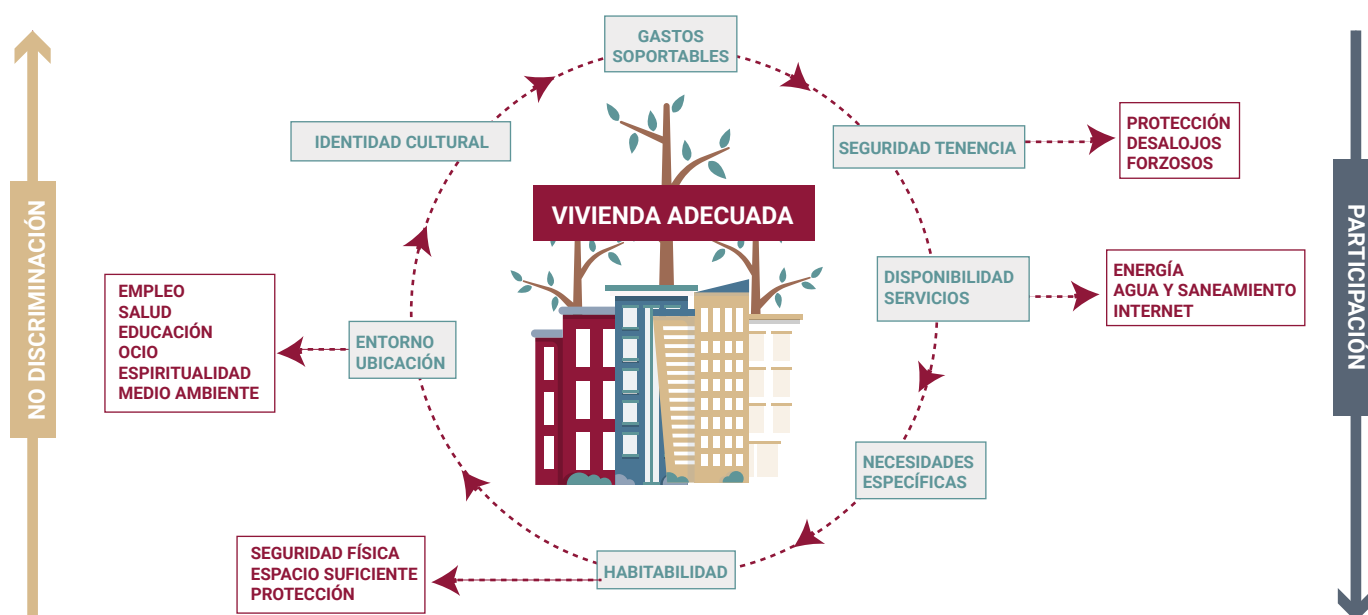 GASTOS
SOPORTABLES
IDENTIDAD CULTURAL
SEGURIDAD TENENCIA
PROTECCIÓN
DESALOJOS
FORZOSOS
VIVIENDA ADECUADA
NO DISCRIMINACIÓN
PARTICIPACIÓN
DISPONIBILIDAD
SERVICIOS
ENERGÍA
AGUA Y SANEAMIENTO
INTERNET
EMPLEO
SALUD
EDUCACIÓN
OCIO
ESPIRITUALIDAD
MEDIO AMBIENTE
ENTORNO
UBICACIÓN
NECESIDADES
ESPECÍFICAS
SEGURIDAD FÍSICA
ESPACIO SUFICIENTE
PROTECCIÓN
HABITABILIDAD